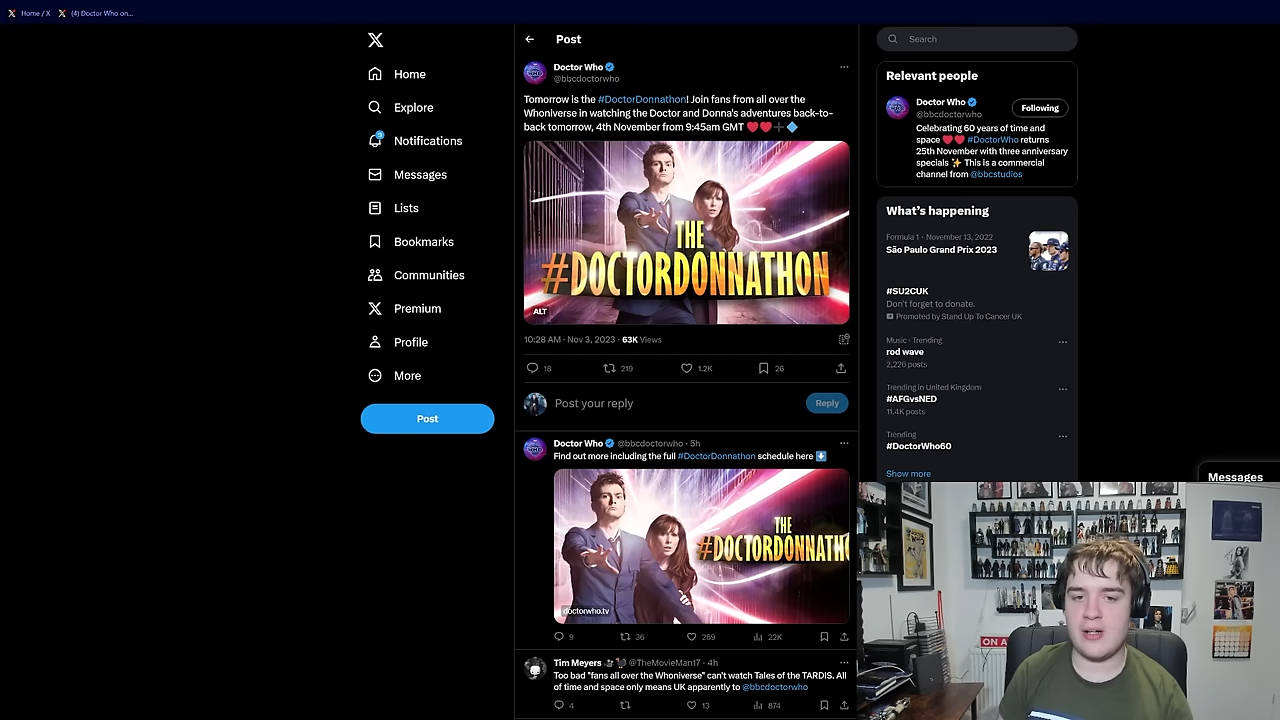 Home / X
(4) Doctor Who on...
Home
Explore
Notifications
Messages
Lists
Bookmarks
Communities
Premium
Profile
More
Post
Post
Doctor Who
@bbcdoctorwho
Tomorrow is the #DoctorDonnathon! Join fans from all over the
Whoniverse in watching the Doctor and Donna's adventures back-to-
back tomorrow, 4th November from 9:45am GMT ❤️❤️➕🔷
THE
#DOCTORDONNATHON
ALT
10:28 AM · Nov 3, 2023 · 63K Views
18
219
1.2K
26
Post your reply
Reply
Doctor Who @bbcdoctorwho · 5h
Find out more including the full #DoctorDonnathon schedule here ⬇️
THE
#DOCTORDONNATHO
doctorwho.tv
9
36
269
22K
Tim Meyers @TheMovieMan17 · 4h
Too bad "fans all over the Whoniverse" can't watch Tales of the TARDIS. All
of time and space only means UK apparently to @bbcdoctorwho
4
13
874
Search
Relevant people
Doctor Who
@bbcdoctorwho
Following
Celebrating 60 years of time and
space ❤️❤️ #DoctorWho returns
25th November with three anniversary
specials ✨ This is a commercial
channel from @bbcstudios
What's happening
Formula 1 · November 13, 2022
São Paulo Grand Prix 2023
#SU2CUK
Don't forget to donate.
Promoted by Stand Up To Cancer UK
Music · Trending
rod wave
2,226 posts
Trending in United Kingdom
#AFGvsNED
11.4K posts
Trending
#DoctorWho60
Show more
Messages
ON A